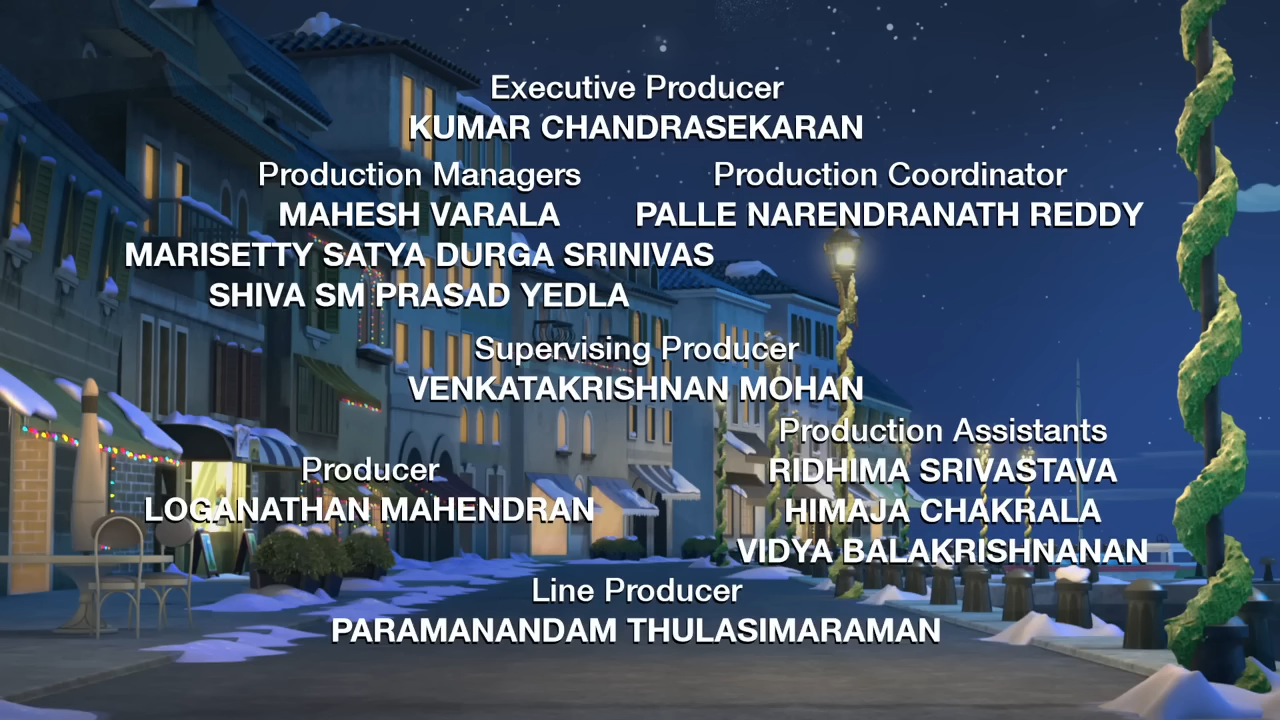 Executive Producer
KUMAR CHANDRASEKARAN
Production Managers
MAHESH VARALA
MARISETTY SATYA DURGA SRINIVAS
SHIVA SM PRASAD YEDLA
Production Coordinator
PALLE NARENDRANATH REDDY
Supervising Producer
VENKATAKRISHNAN MOHAN
Producer
LOGANATHAN MAHENDRAN
Production Assistants
RIDHIMA SRIVASTAVA
HIMAJA CHAKRALA
VIDYA BALAKRISHNANAN
Line Producer
PARAMANANDAM THULASIMARAMAN